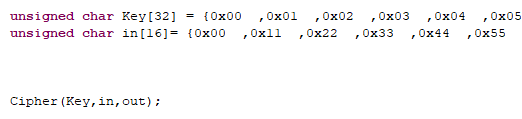 unsigned char Key[32] = {0x00 ,0x01 ,0x02 ,0x03 ,0x04 ,0x05
unsigned char in[16]= {0x00 ,0x11 ,0x22 ,0x33 ,0x44 ,0x55
Cipher(Key,in,out);